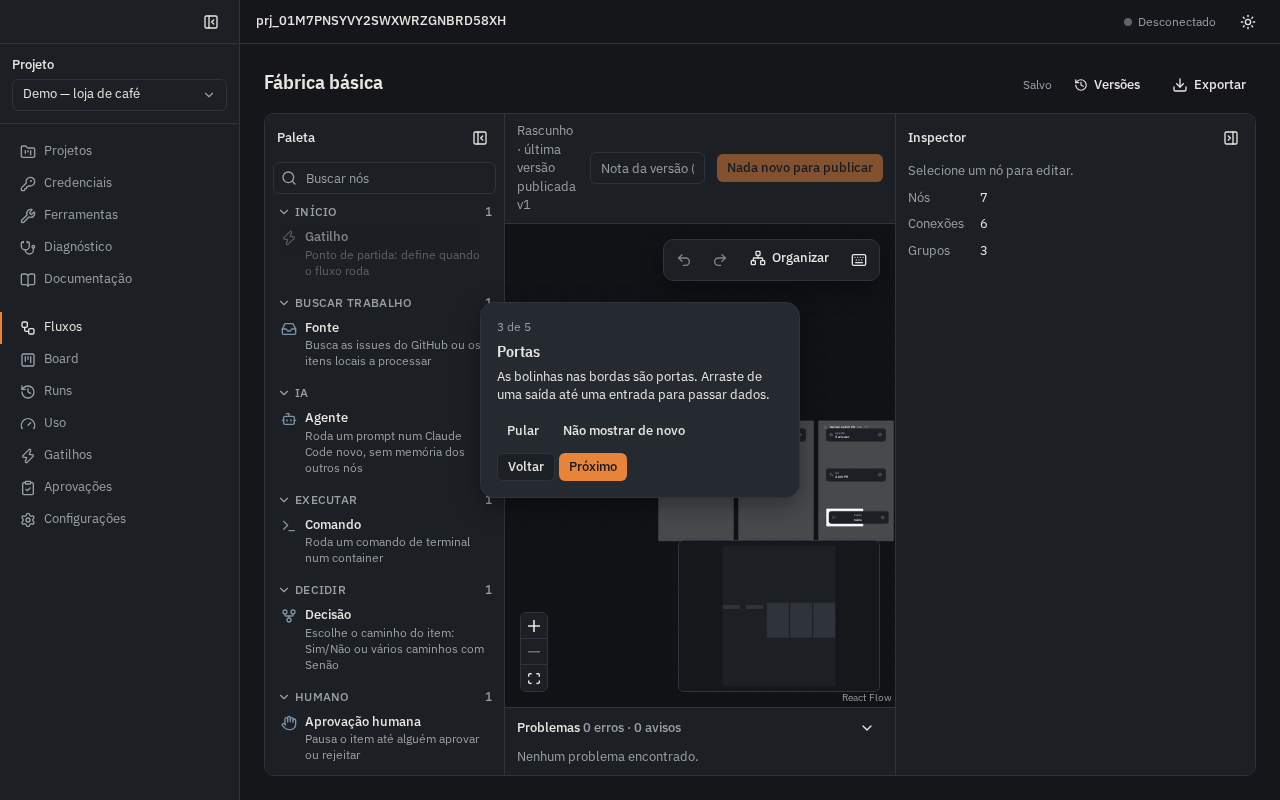 prj_01M7PNSYVY2SWXWRZGNBRD58XH
Desconectado
Projeto
Demo — loja de café
Projetos
Credenciais
Ferramentas
Diagnóstico
Documentação
Fluxos
Board
Runs
Uso
Gatilhos
Aprovações
Configurações
Fábrica básica
Salvo
Versões
Exportar
Paleta
Buscar nós
INÍCIO 1
Gatilho
Ponto de partida: define quando
o fluxo roda
BUSCAR TRABALHO 1
Fonte
Busca as issues do GitHub ou os
itens locais a processar
IA
Agente
Roda um prompt num Claude
Code novo, sem memória dos
outros nós
EXECUTAR 1
Comando
Roda um comando de terminal
num container
DECIDIR 1
Decisão
Escolhe o caminho do item:
Sim/Não ou vários caminhos com
Senão
HUMANO 1
Aprovação humana
Pausa o item até alguém aprovar
ou rejeitar
Rascunho
· última
versão
publicada
v1
Nota da versão (
Nada novo para publicar
Organizar
3 de 5
Portas
As bolinhas nas bordas são portas. Arraste de
uma saída até uma entrada para passar dados.
Pular
Não mostrar de novo
Voltar
Próximo
React Flow
Problemas 0 erros · 0 avisos
Nenhum problema encontrado.
Inspector
Selecione um nó para editar.
Nós 7
Conexões 6
Grupos 3